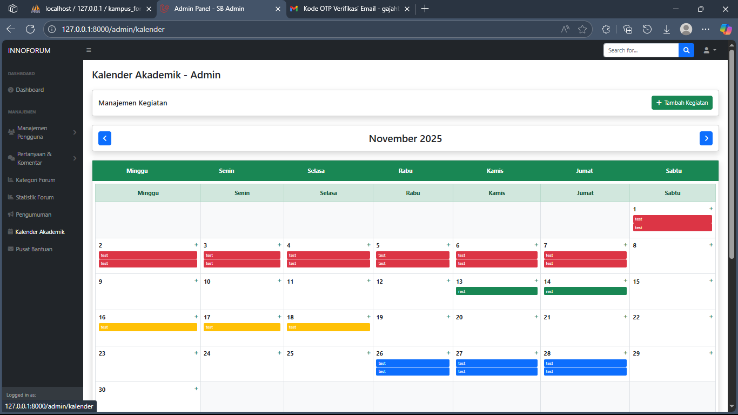 localhost / 127.0.0.1 / kampus_for
Admin Panel - SB Admin
Kode OTP Verifikasi Email - gajaht
127.0.0.1:8000/admin/kalender
INNOFORUM
Search for...
DASHBOARD
Dashboard
MANAJEMEN
Manajemen
Pengguna
Pertanyaan &
Komentar
Kategori Forum
Statistik Forum
Pengumuman
Kalender Akademik
Pusat Bantuan
Logged in as:
127.0.0.1:8000/admin/kalender
Kalender Akademik - Admin
Manajemen Kegiatan
+ Tambah Kegiatan
November 2025
Minggu Senin Selasa Rabu Kamis Jumat Sabtu
Minggu Senin Selasa Rabu Kamis Jumat Sabtu
1 +
test
test
2 + 3 + 4 + 5 + 6 + 7 + 8 +
test test test test test test
test test test test test test
9 + 10 + 11 + 12 + 13 + 14 + 15 +
test test
16 + 17 + 18 + 19 + 20 + 21 + 22 +
test test test
23 + 24 + 25 + 26 + 27 + 28 + 29 +
test test test
test test test
30 +